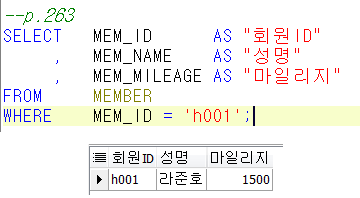 --p.263
SELECT MEM_ID AS "회원ID"
, MEM_NAME AS "성명"
, MEM_MILEAGE AS "마일리지"
FROM MEMBER
WHERE MEM_ID = 'h001';
회원ID 성명 마일리지
h001 라준호 1500